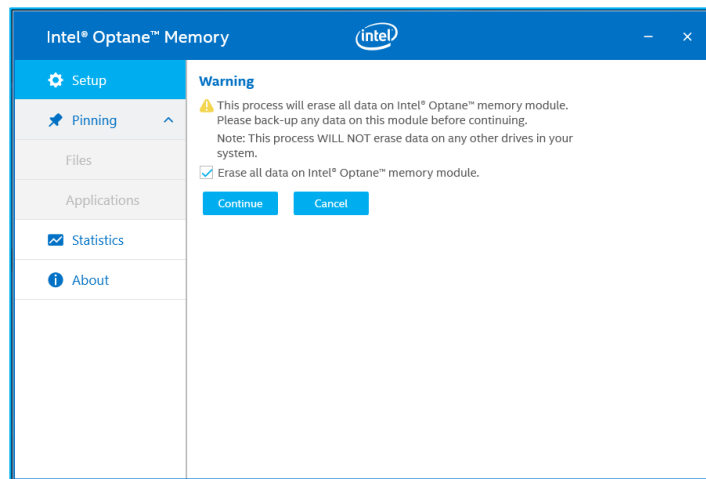 Intel® Optane™ Memory
intel
Setup
Pinning
Files
Applications
Statistics
About
Warning
This process will erase all data on Intel® Optane™ memory module.
Please back-up any data on this module before continuing.
Note: This process WILL NOT erase data on any other drives in your
system.
Erase all data on Intel® Optane™ memory module.
Continue Cancel